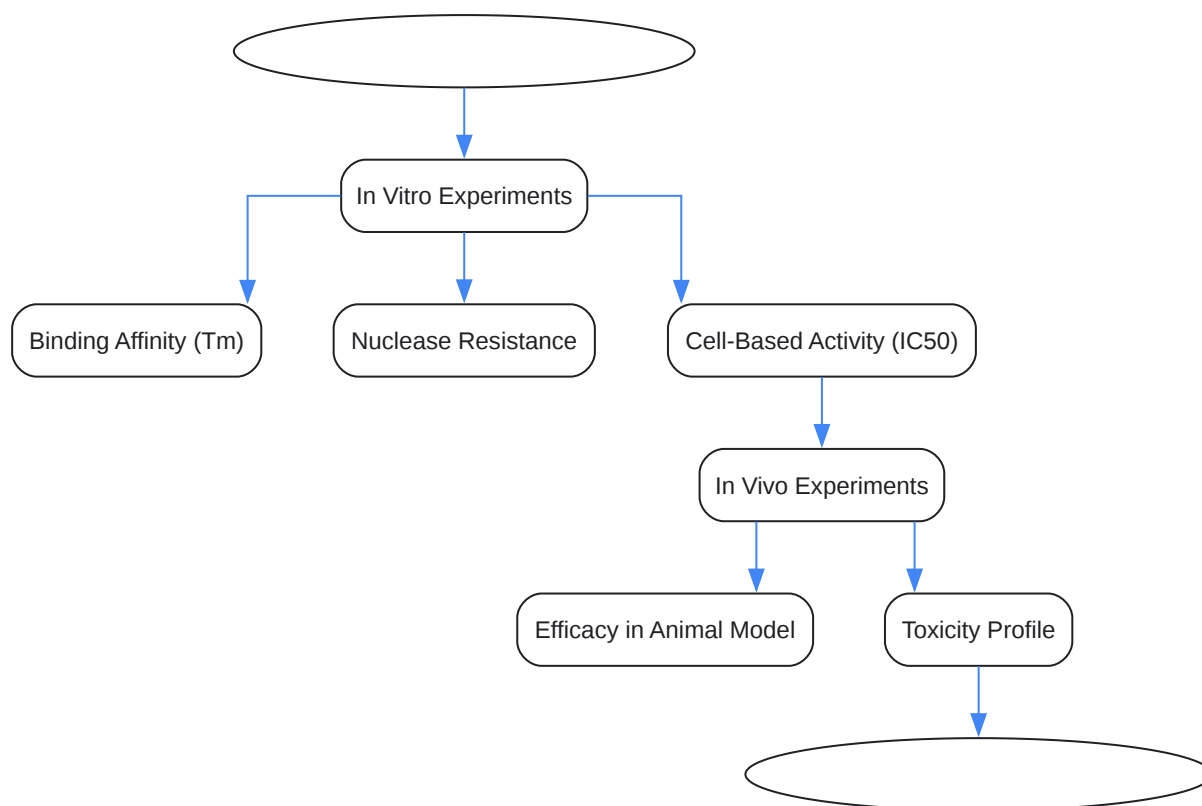 In Vitro Experiments
Binding Affinity (Tm)
Nuclease Resistance
Cell-Based Activity (IC50)
In Vivo Experiments
Efficacy in Animal Model
Toxicity Profile